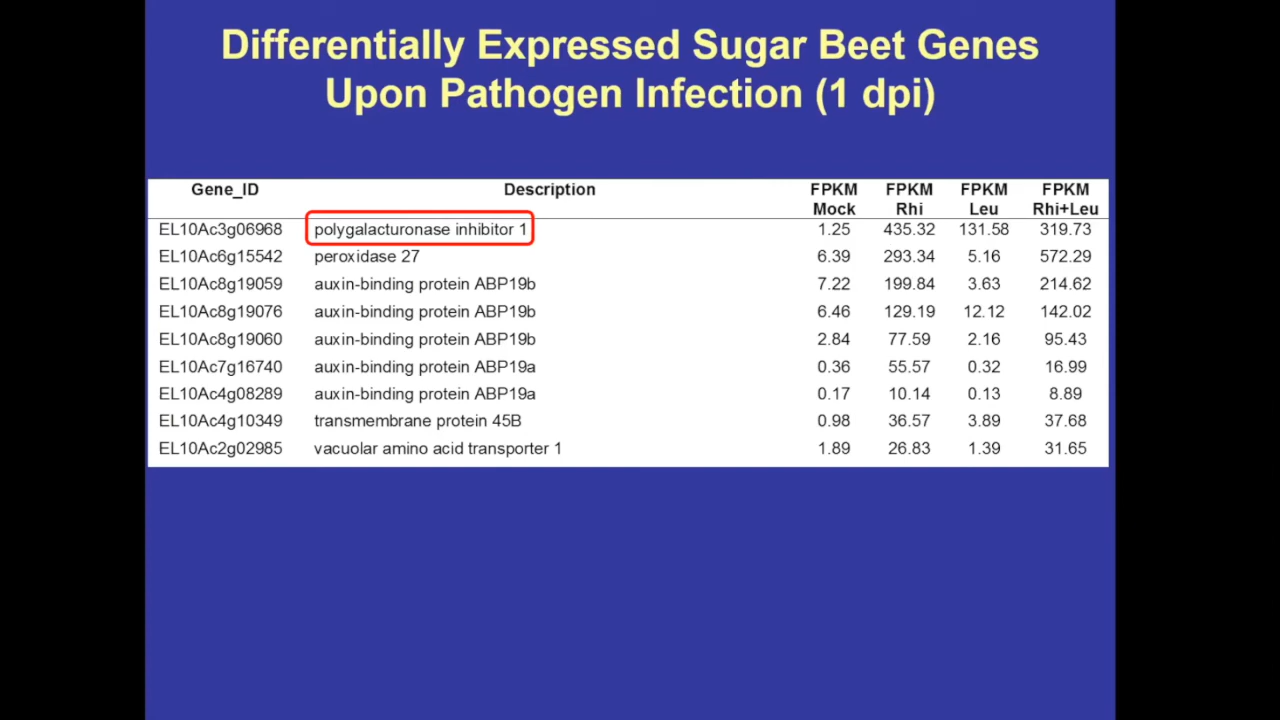 Differentially Expressed Sugar Beet Genes
Upon Pathogen Infection (1 dpi)
Gene_ID Description FPKM Mock FPKM Rhi FPKM Leu FPKM Rhi+Leu
EL10Ac3g06968 polygalacturonase inhibitor 1 1.25 435.32 131.58 319.73
EL10Ac6g15542 peroxidase 27 6.39 293.34 5.16 572.29
EL10Ac8g19059 auxin-binding protein ABP19b 7.22 199.84 3.63 214.62
EL10Ac8g19076 auxin-binding protein ABP19b 6.46 129.19 12.12 142.02
EL10Ac8g19060 auxin-binding protein ABP19b 2.84 77.59 2.16 95.43
EL10Ac7g16740 auxin-binding protein ABP19a 0.36 55.57 0.32 16.99
EL10Ac4g08289 auxin-binding protein ABP19a 0.17 10.14 0.13 8.89
EL10Ac4g10349 transmembrane protein 45B 0.98 36.57 3.89 37.68
EL10Ac2g02985 vacuolar amino acid transporter 1 1.89 26.83 1.39 31.65